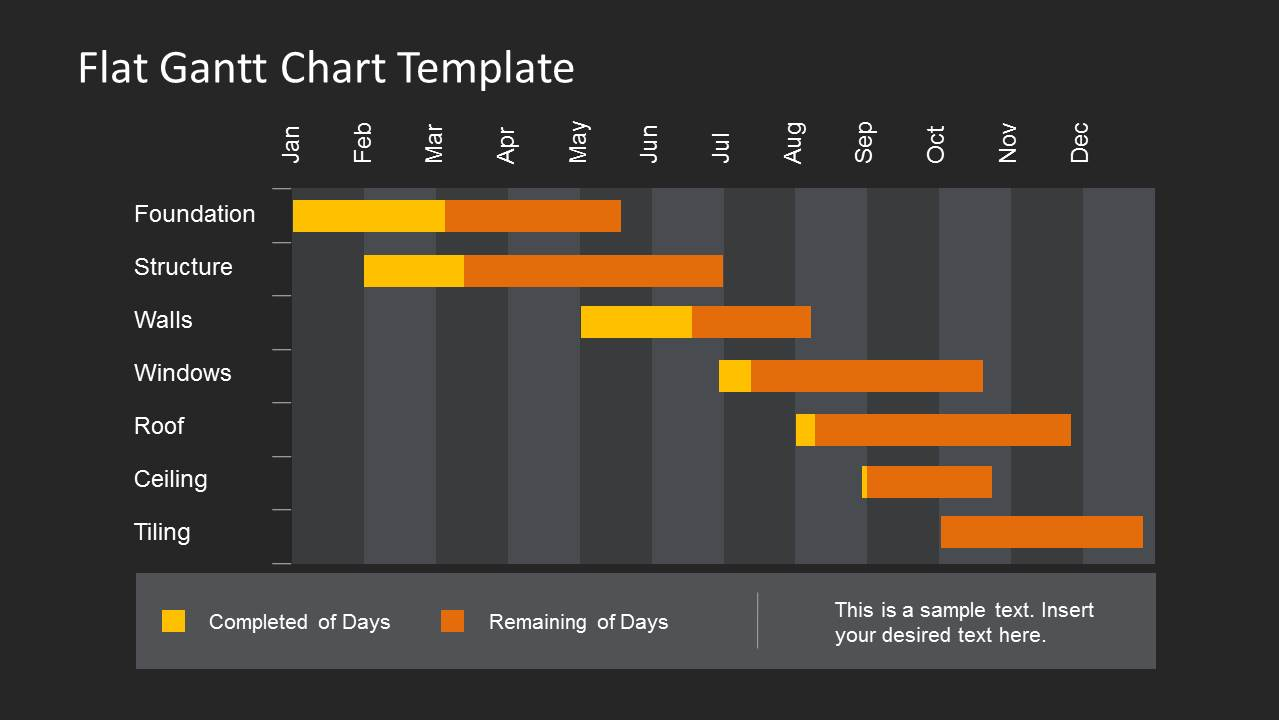 Flat Gantt Chart Template
Jan
Feb
Mar
Apr
May
Jun
Jul
Aug
Sep
Oct
Nov
Dec
Foundation
Structure
Walls
Windows
Roof
Ceiling
Tiling
Completed of Days
Remaining of Days
This is a sample text. Insert
your desired text here.